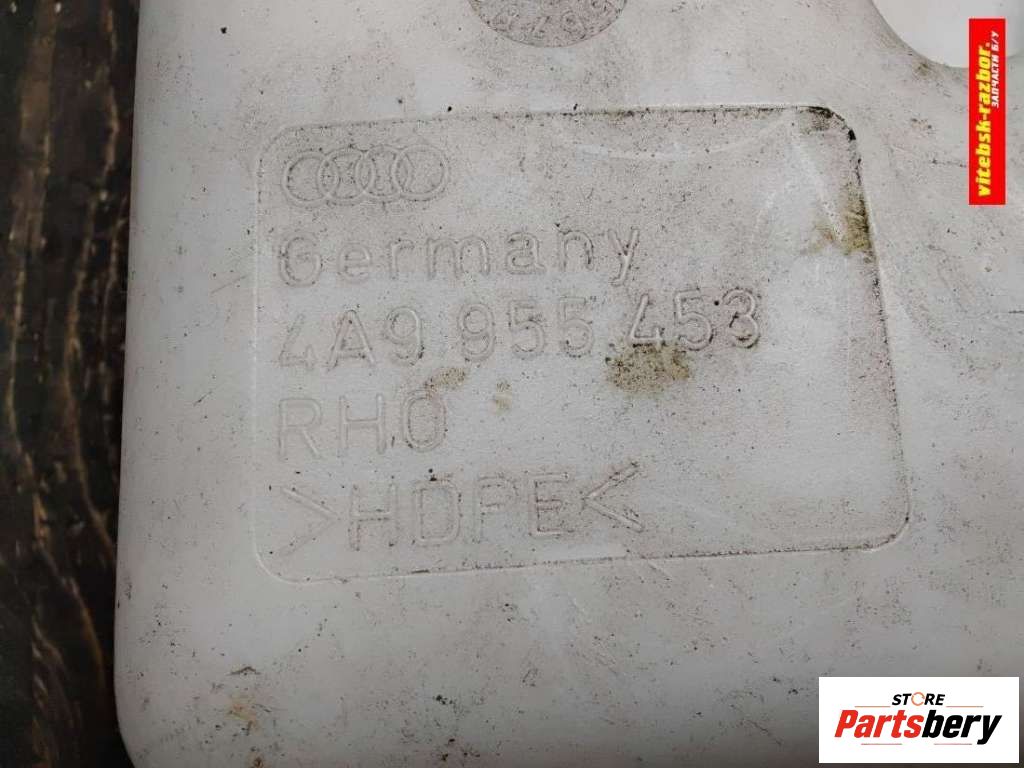 Germany
4A9 955 453
RHO
>HDPE<
vitebsk-razbor.
ЗАПЧАСТИ Б/У
STORE
Partsbery